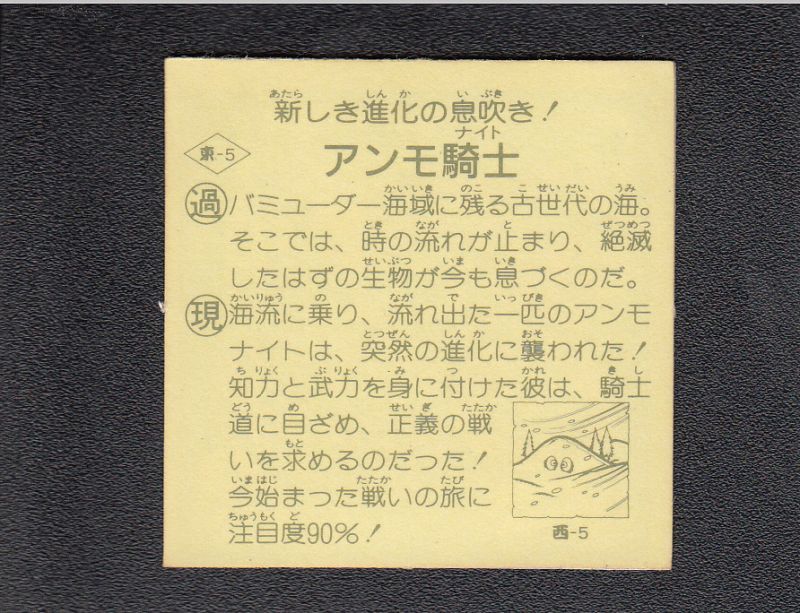 新しき進化の息吹き！
東-5
アンモ騎士
過 バミューダー海域に残る古世代の海。
そこでは、時の流れが止まり、絶滅
したはずの生物が今も息づくのだ。
現 海流に乗り、流れ出た一匹のアンモ
ナイトは、突然の進化に襲われた！
知力と武力を身に付けた彼は、騎士
道に目ざめ、正義の戦
いを求めるのだった！
今始まった戦いの旅に
注目度90%！
西-5